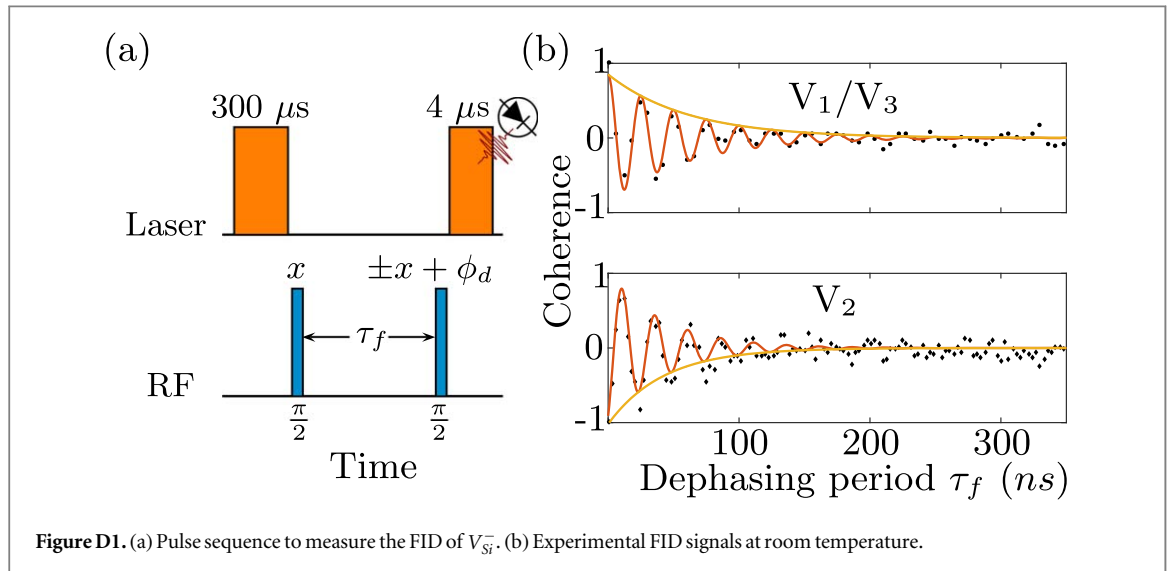 (a)
300 μs
4 μs
Laser
x
±x + ϕ_d
τ_f
RF
π/2
π/2
Time
(b)
Coherence
1
0
-1
V₁/V₃
1
0
-1
V₂
100 200 300
Dephasing period τ_f (ns)
Figure D1. (a) Pulse sequence to measure the FID of V_Si^−. (b) Experimental FID signals at room temperature.